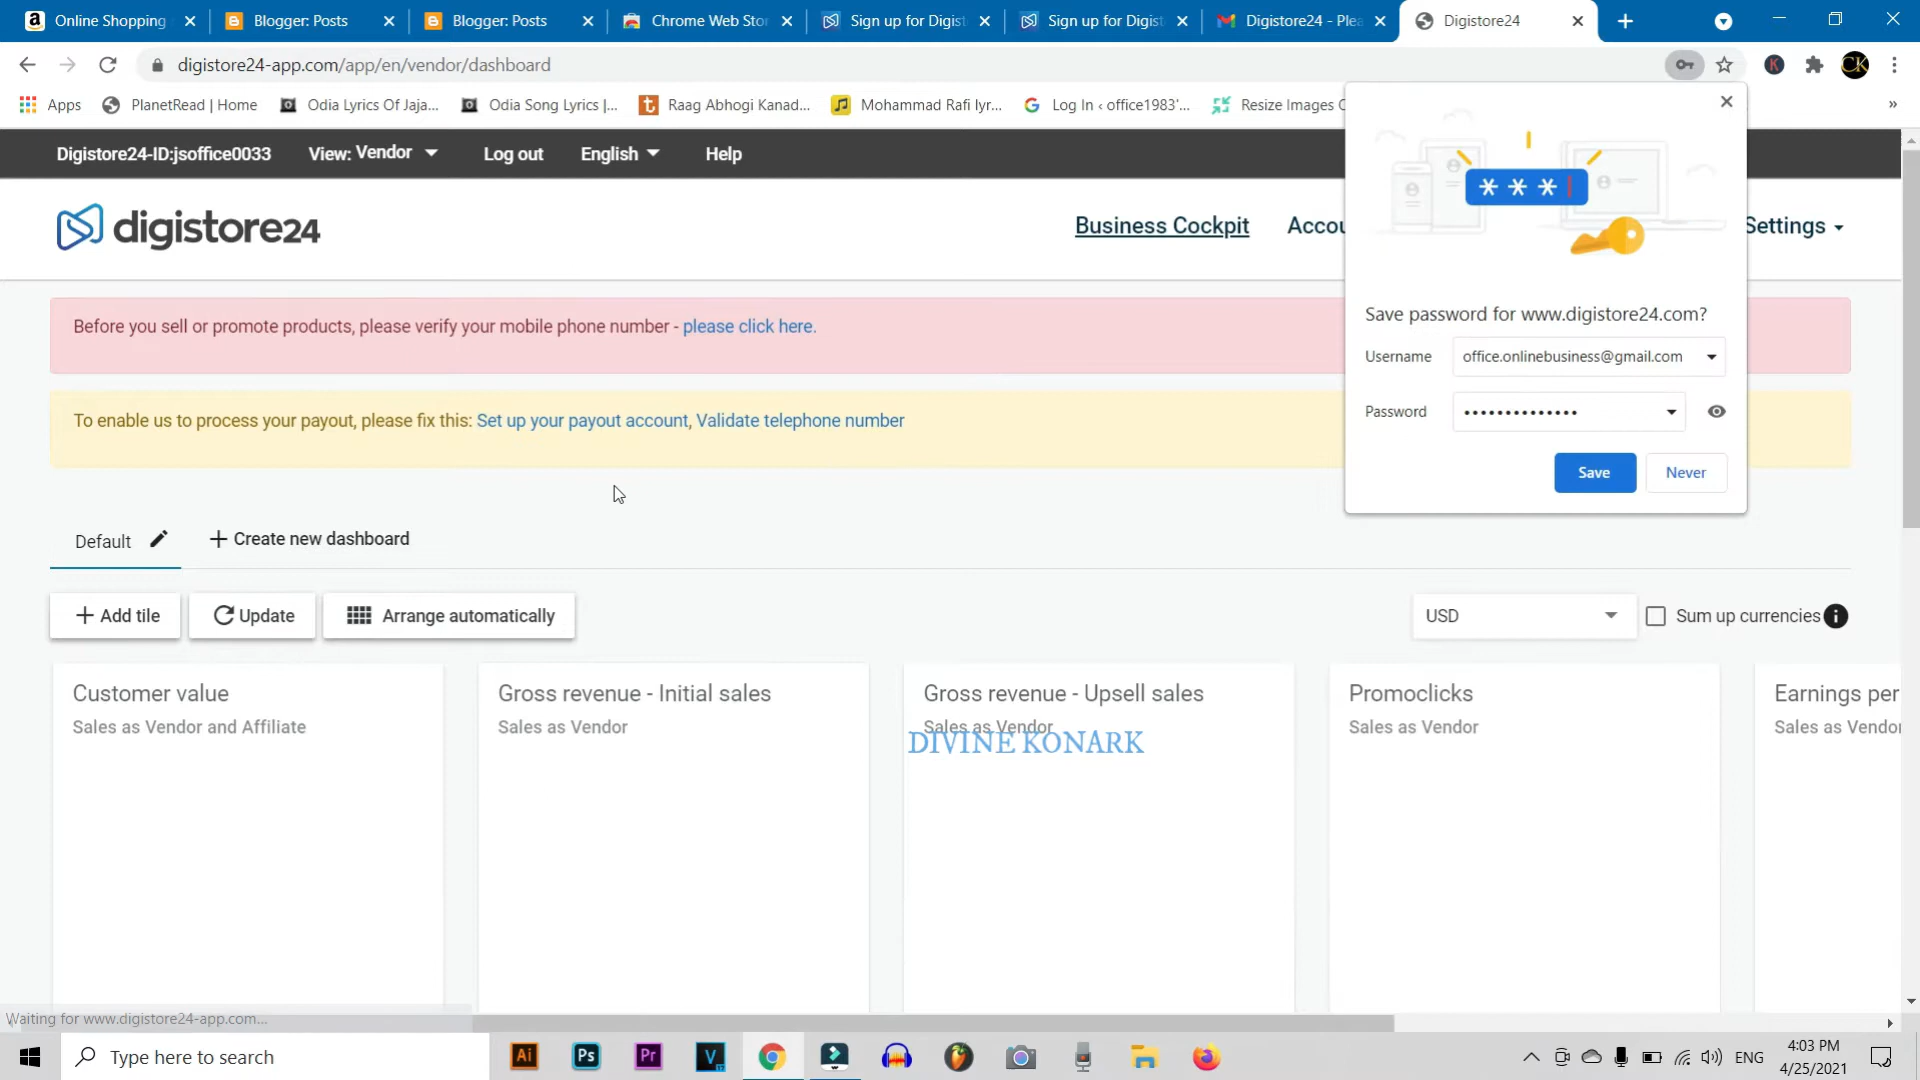 Online Shopping
Blogger: Posts
Blogger: Posts
Chrome Web Sto
Sign up for Digist
Sign up for Digist
Digistore24 - Plea
Digistore24
digistore24-app.com/app/en/vendor/dashboard
CK
Apps
PlanetRead | Home
Odia Lyrics Of Jaja...
Odia Song Lyrics |...
Raag Abhogi Kanad...
Mohammad Rafi lyr...
Log In ‹ office1983'...
Resize Images O
Digistore24-ID:jsoffice0033
View: Vendor
Log out
English
Help
digistore24
Business Cockpit
Accou
Settings
Before you sell or promote products, please verify your mobile phone number - please click here.
To enable us to process your payout, please fix this: Set up your payout account, Validate telephone number
Save password for www.digistore24.com?
Username office.onlinebusiness@gmail.com
Password ••••••••••••••
Save
Never
Default
+ Create new dashboard
+ Add tile
Update
Arrange automatically
USD
Sum up currencies
Customer value
Sales as Vendor and Affiliate
Gross revenue - Initial sales
Sales as Vendor
Gross revenue - Upsell sales
Sales as Vendor
DIVINE KONARK
Promoclicks
Sales as Vendor
Earnings per
Sales as Vendor
Waiting for www.digistore24-app.com...
Type here to search
Ai
Ps
Pr
V
ENG
4:03 PM
4/25/2021